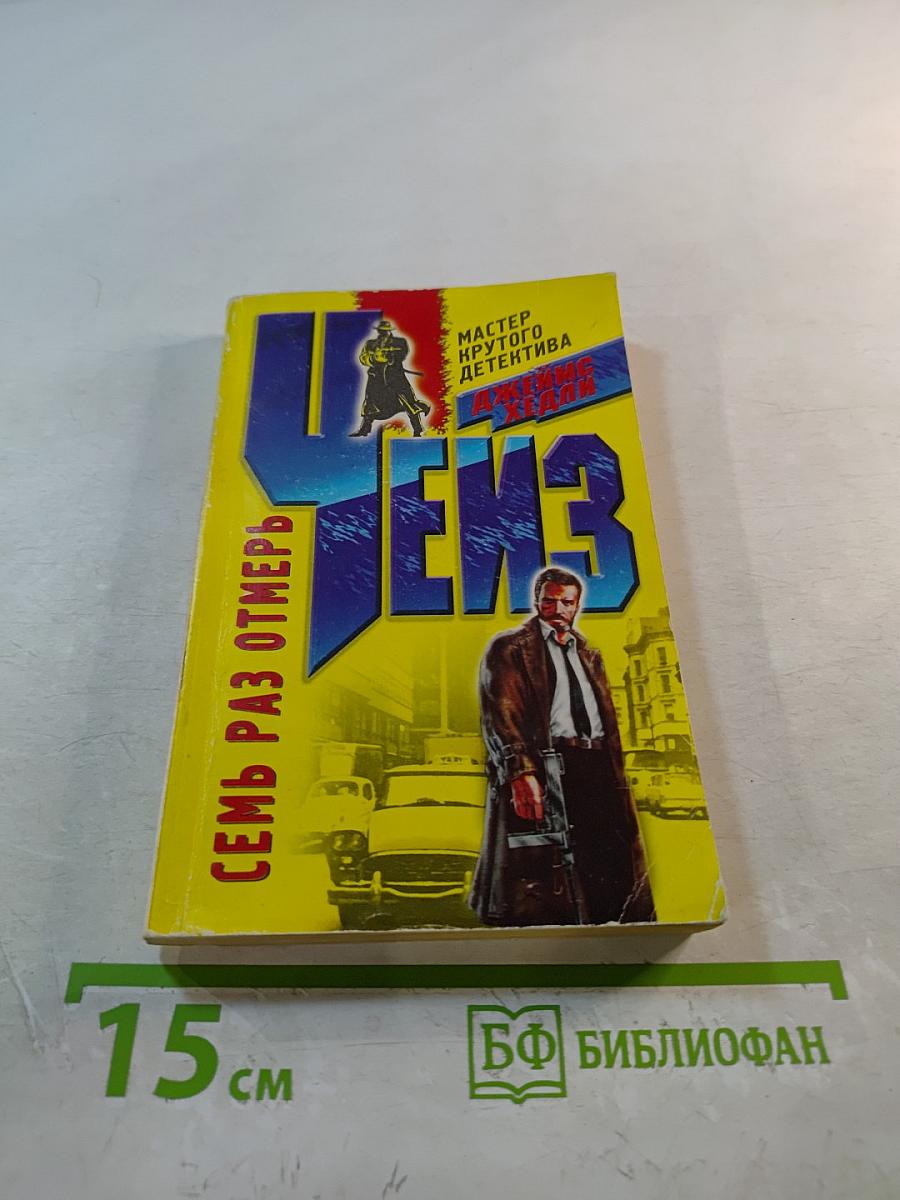 МАСТЕР
КРУТОГО
ДЕТЕКТИВА
ДЖЕЙМС
ХЕДЛИ
ЧЕЙЗ
СЕМЬ РАЗ ОТМЕРЬ
15 см
БФ БИБЛИОФАН